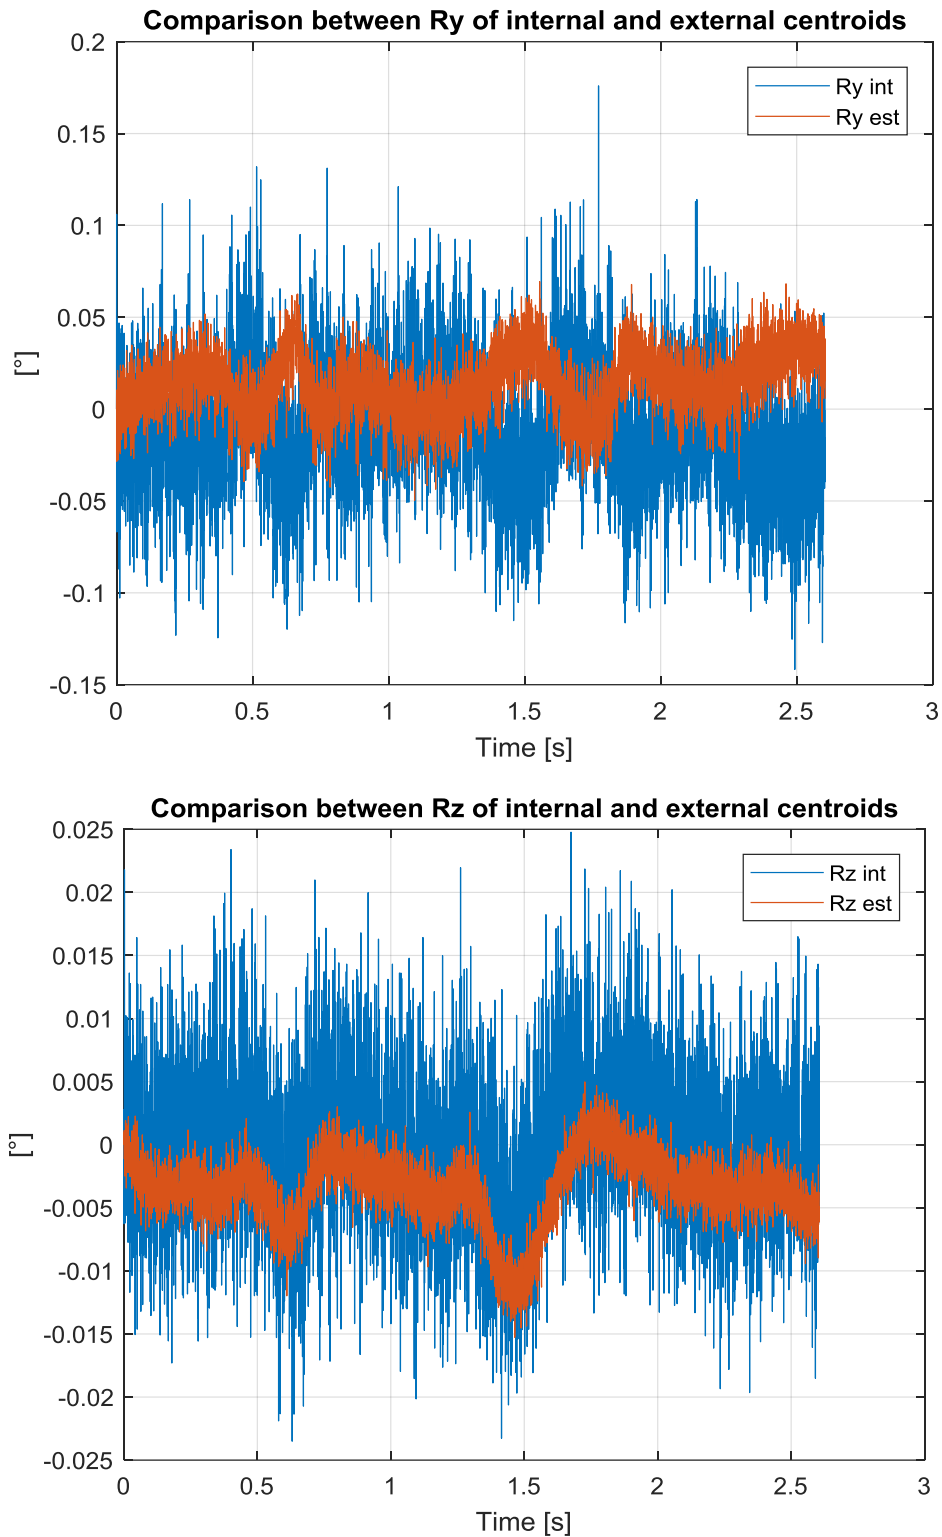 Comparison between Ry of internal and external centroids
0.2
0.15
0.1
0.05
0
-0.05
-0.1
-0.15
[°]
Ry int
Ry est
0 0.5 1 1.5 2 2.5 3
Time [s]
Comparison between Rz of internal and external centroids
0.025
0.02
0.015
0.01
0.005
0
-0.005
-0.01
-0.015
-0.02
-0.025
[°]
Rz int
Rz est
0 0.5 1 1.5 2 2.5 3
Time [s]